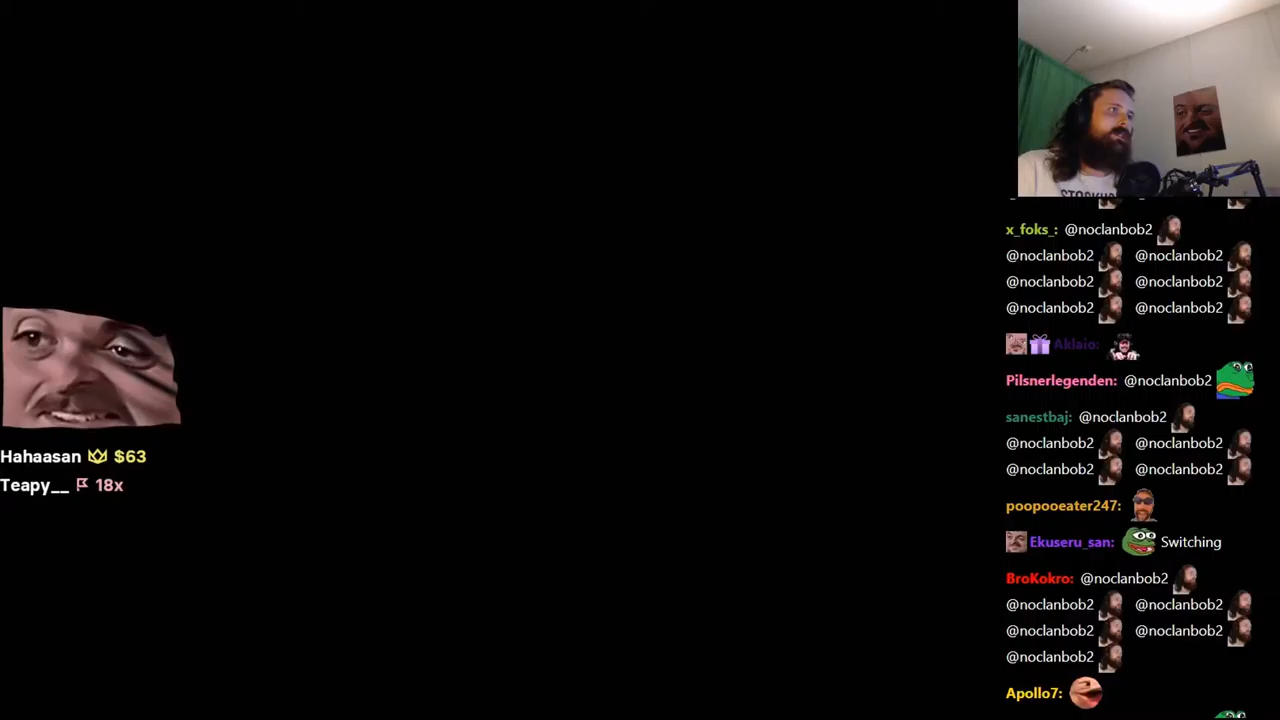 STOCKH
x_foks_: @noclanbob2
@noclanbob2 @noclanbob2
@noclanbob2 @noclanbob2
@noclanbob2 @noclanbob2
Aklaio:
Pilsnerlegenden: @noclanbob2
sanestbaj: @noclanbob2
@noclanbob2 @noclanbob2
@noclanbob2 @noclanbob2
Hahaasan $63
Teapy__ 18x
poopooeater247:
Ekuseru_san: Switching
BroKokro: @noclanbob2
@noclanbob2 @noclanbob2
@noclanbob2 @noclanbob2
@noclanbob2
Apollo7: